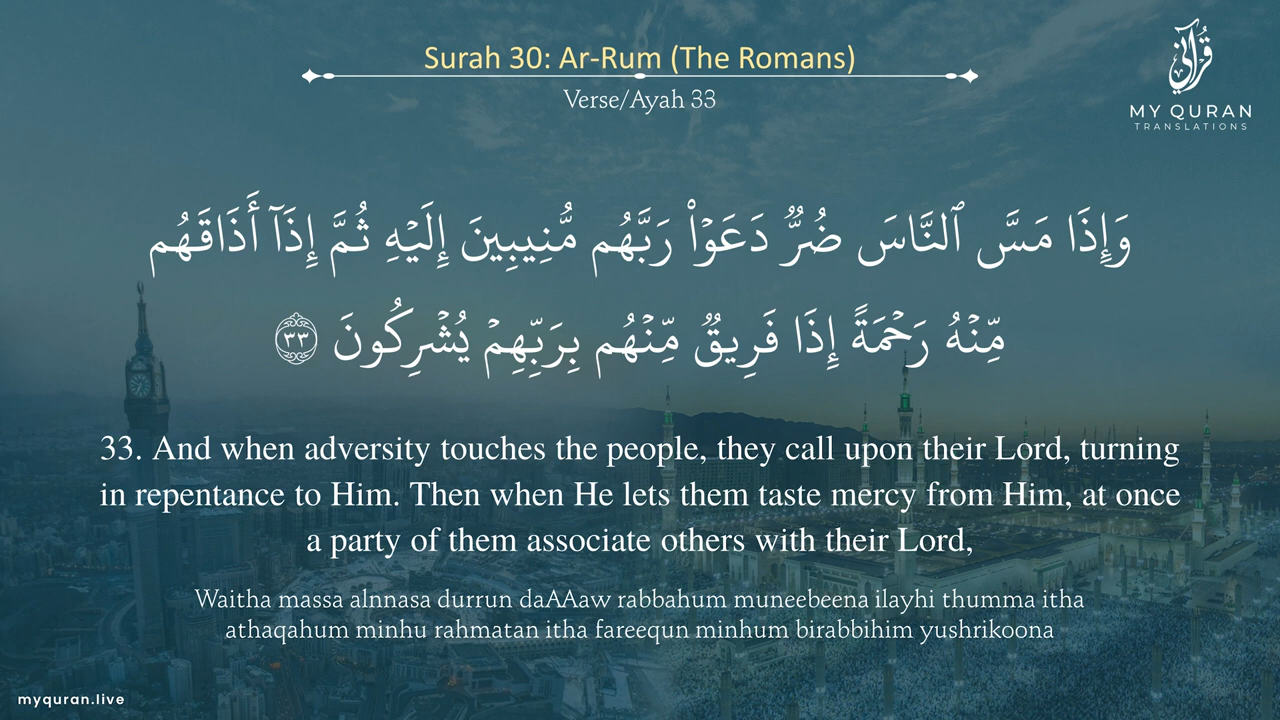 Surah 30: Ar-Rum (The Romans)
Verse/Ayah 33
قرآني
MY QURAN
TRANSLATIONS
وَإِذَا مَسَّ ٱلنَّاسَ ضُرٌّ دَعَوْا۟ رَبَّهُم مُّنِيبِينَ إِلَيْهِ ثُمَّ إِذَآ أَذَاقَهُم
مِّنْهُ رَحْمَةً إِذَا فَرِيقٌ مِّنْهُم بِرَبِّهِمْ يُشْرِكُونَ ٣٣
33. And when adversity touches the people, they call upon their Lord, turning
in repentance to Him. Then when He lets them taste mercy from Him, at once
a party of them associate others with their Lord,
Waitha massa alnnasa durrun daAAaw rabbahum muneebeena ilayhi thumma itha
athaqahum minhu rahmatan itha fareequn minhum birabbihim yushrikoona
myquran.live